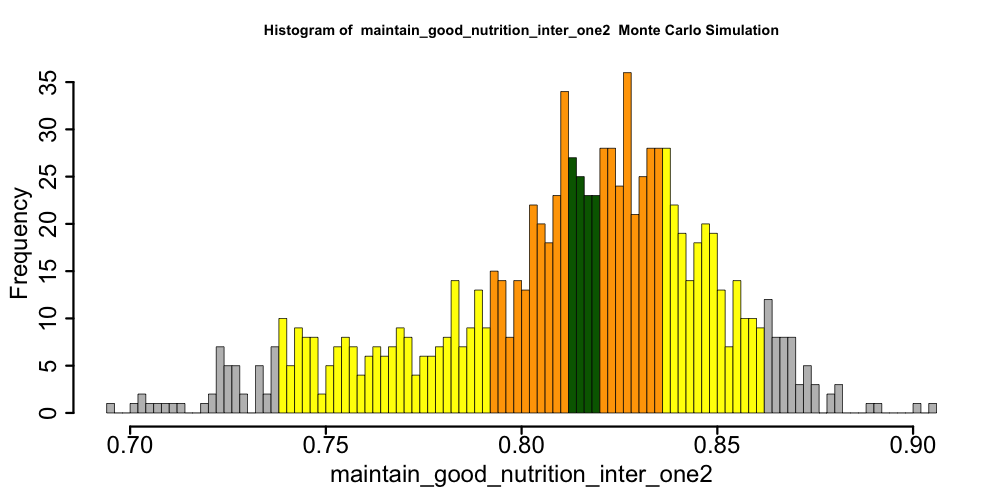 Histogram of  maintain_good_nutrition_inter_one2  Monte Carlo Simulation
35
30
25
20
15
10
5
0
Frequency
0.70 0.75 0.80 0.85 0.90
maintain_good_nutrition_inter_one2